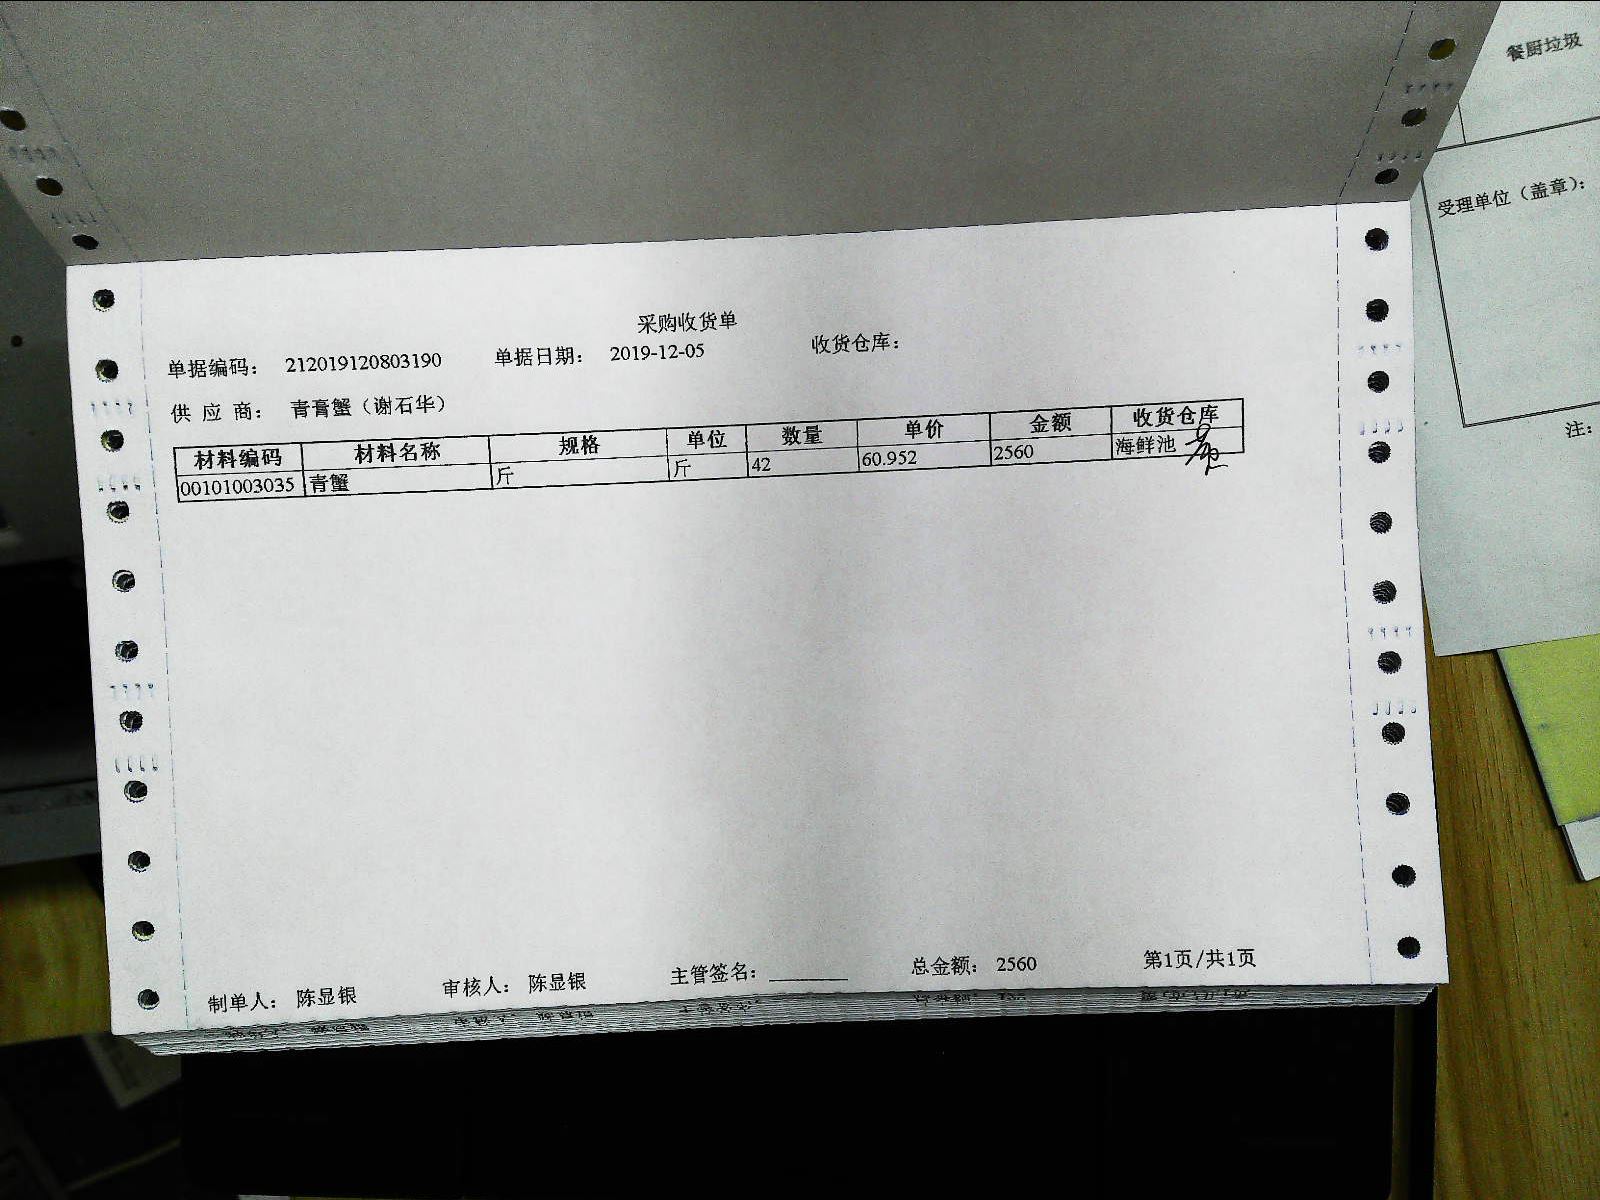 餐厨垃圾
受理单位（盖章）：
注：
采购收货单
单据编码： 212019120803190 单据日期： 2019-12-05 收货仓库：
供 应 商： 青膏蟹（谢石华）
材料编码 材料名称 规格 单位 数量 单价 金额 收货仓库
00101003035 青蟹 斤 斤 42 60.952 2560 海鲜池
制单人： 陈显银 审核人： 陈显银 主管签名： ________ 总金额： 2560 第1页/共1页